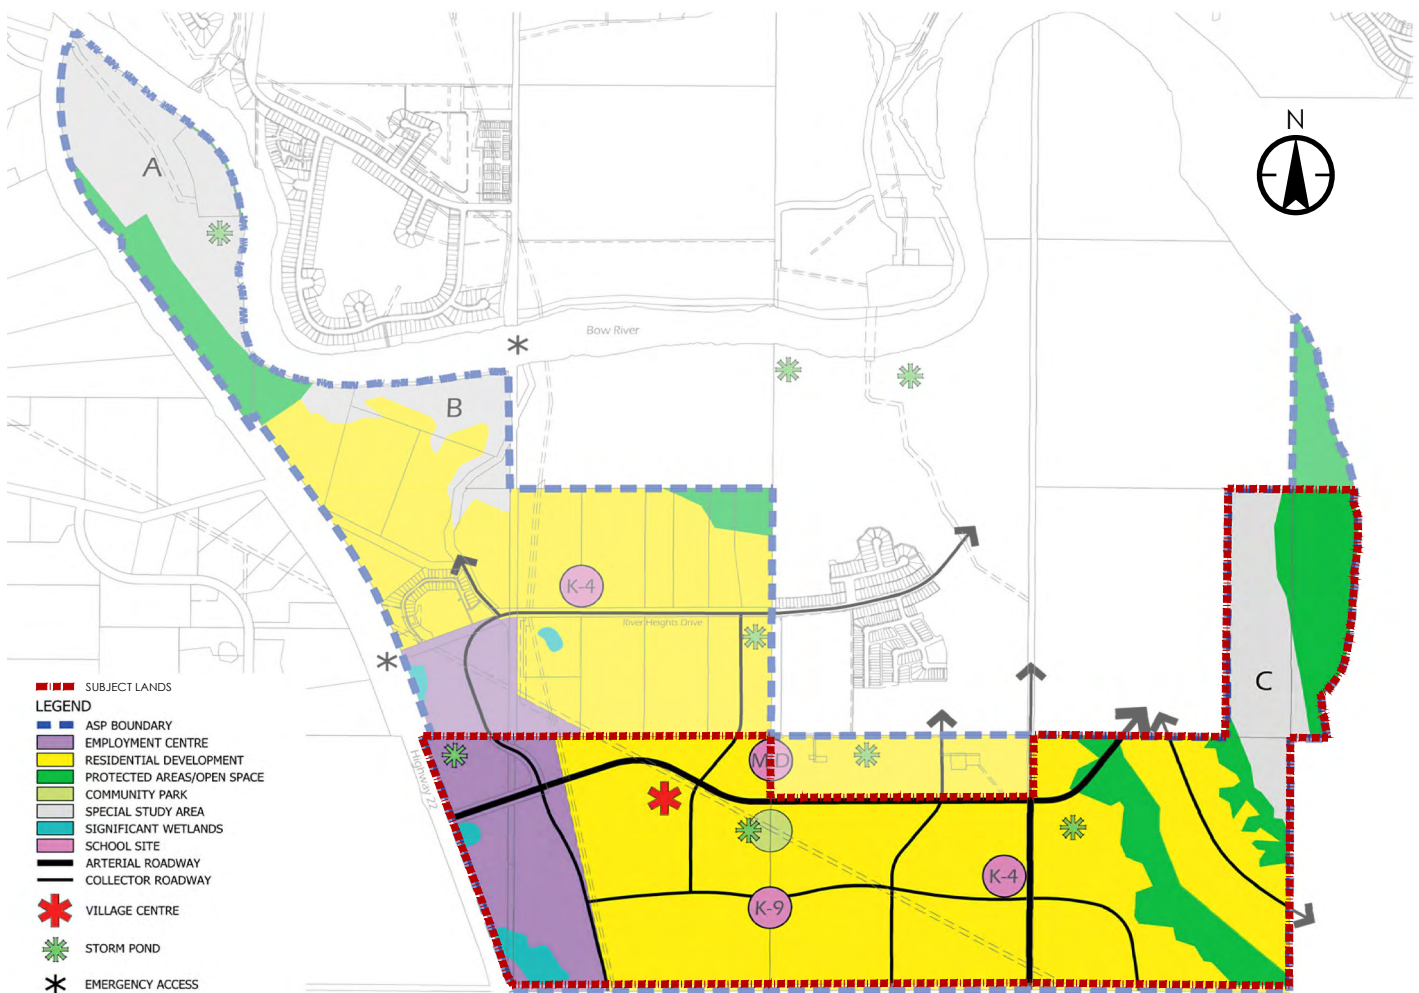 N
A
Bow River
B
K-4
River Heights Drive
C
Highway 22
M D
K-4
K-9
SUBJECT LANDS
LEGEND
ASP BOUNDARY
EMPLOYMENT CENTRE
RESIDENTIAL DEVELOPMENT
PROTECTED AREAS/OPEN SPACE
COMMUNITY PARK
SPECIAL STUDY AREA
SIGNIFICANT WETLANDS
SCHOOL SITE
ARTERIAL ROADWAY
COLLECTOR ROADWAY
VILLAGE CENTRE
STORM POND
EMERGENCY ACCESS